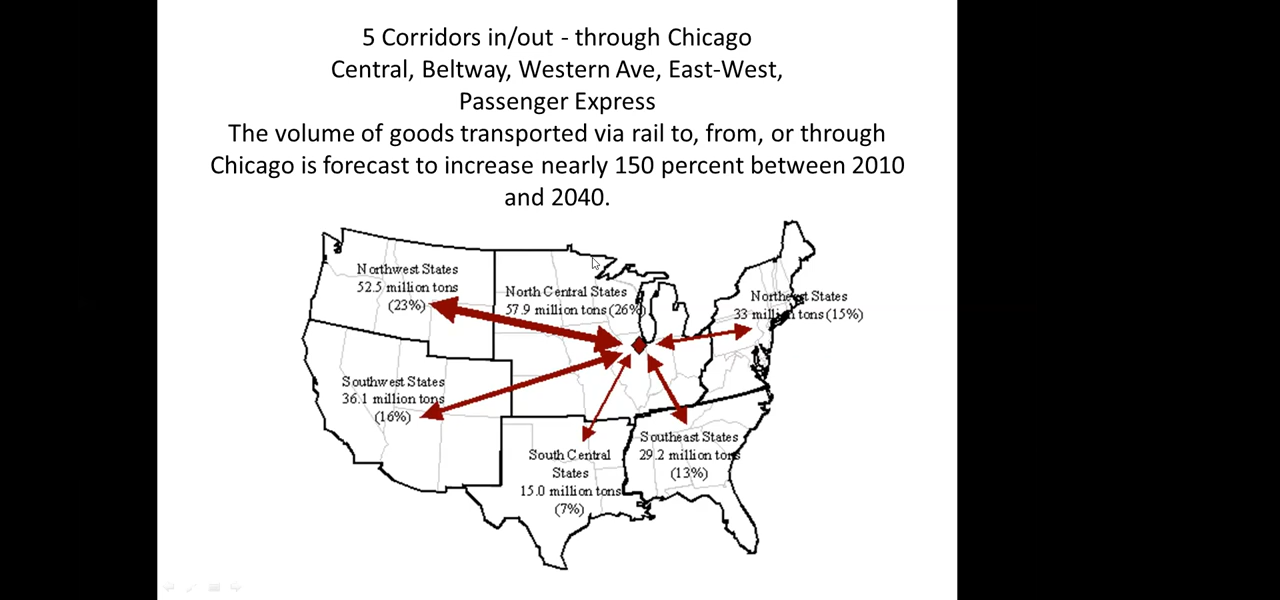 5 Corridors in/out - through Chicago
Central, Beltway, Western Ave, East-West,
Passenger Express
The volume of goods transported via rail to, from, or through
Chicago is forecast to increase nearly 150 percent between 2010
and 2040.
Northwest States
52.5 million tons
(23%)
North Central States
57.9 million tons (26%)
Northeast States
33 million tons (15%)
Southwest States
36.1 million tons
(16%)
South Central
States
15.0 million tons
(7%)
Southeast States
29.2 million tons
(13%)